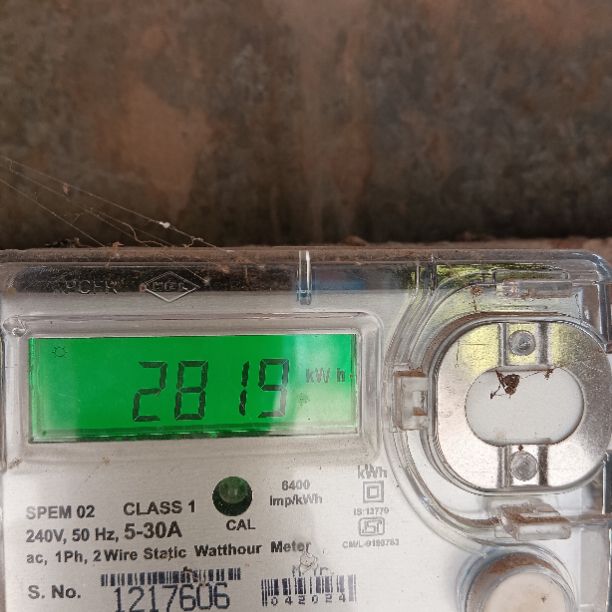 2819 kWh
SPEM 02 CLASS 1
240V, 50 Hz, 5-30A
ac, 1Ph, 2 Wire Static Watthour Meter
CAL
6400
Imp/kWh
kWh
IS:13779
S. No. 1217606
042024